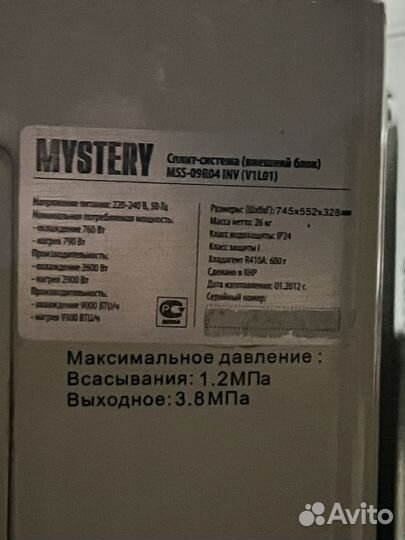 MYSTERY
Сплит-система (внешний блок)
MSS-09R04 INV (V1L01)
Напряжение питания: 220-240 В, 50 Гц
Номинальная потребляемая мощность:
- охлаждение 760 Вт
- нагрев 790 Вт
Производительность:
- охлаждение 2600 Вт
- нагрев 2900 Вт
Производительность:
- охлаждение 9000 BTU/ч
- нагрев 9300 BTU/ч
Размеры: (ШхВхГ): 745x552x328мм
Масса нетто: 26 кг
Класс водозащиты: IP24
Класс защиты I
Хладагент R410A: 600 г
Сделано в КНР
Дата изготовления: 01.2012 г.
Серийный номер:
Максимальное давление :
Всасывания: 1.2МПа
Выходное: 3.8МПа
Avito